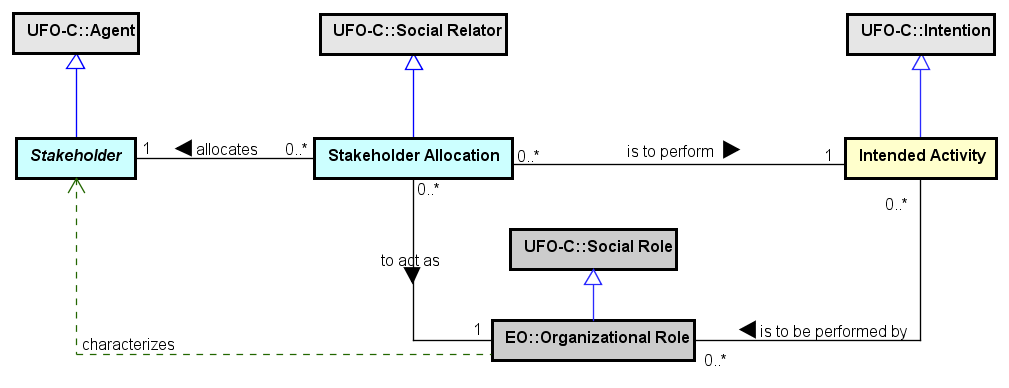 UFO-C::Agent
UFO-C::Social Relator
UFO-C::Intention
Stakeholder
1
allocates
0..*
Stakeholder Allocation
0..*
is to perform
1
Intended Activity
0..*
0..*
UFO-C::Social Role
to act as
characterizes
1
EO::Organizational Role
is to be performed by
0..*